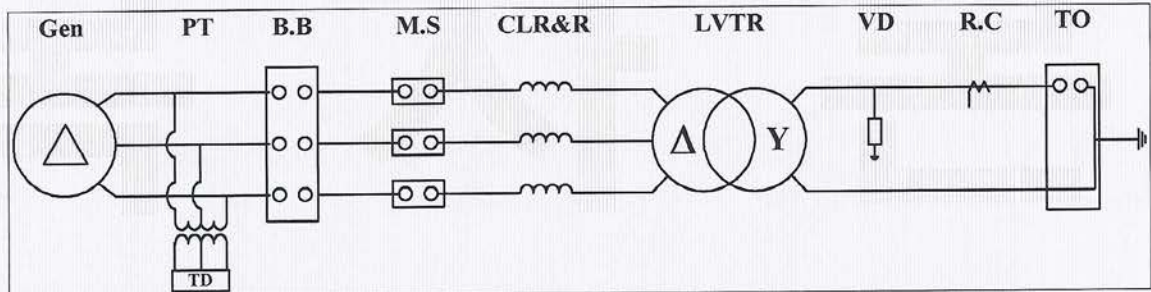 Gen PT B.B M.S CLR&R LVTR VD R.C TO
Δ Y
TD